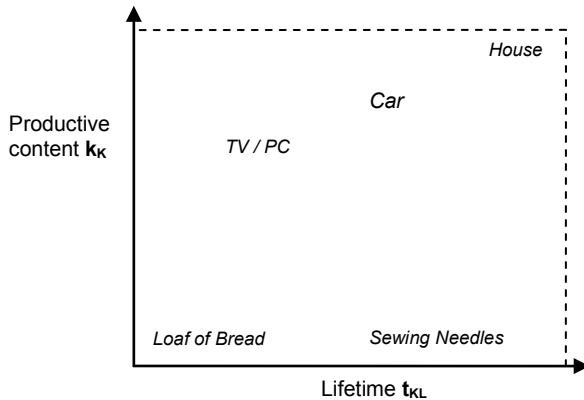 House
Car
Productive
content kK
TV / PC
Loaf of Bread
Sewing Needles
Lifetime tKL